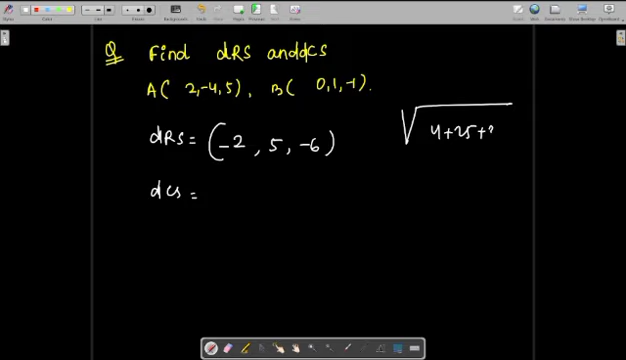 Q Find dRS and dCS
A( 2,-4,5), B( 0,1,-1).
dRS = (-2, 5, -6)
√4+25+
dCS =